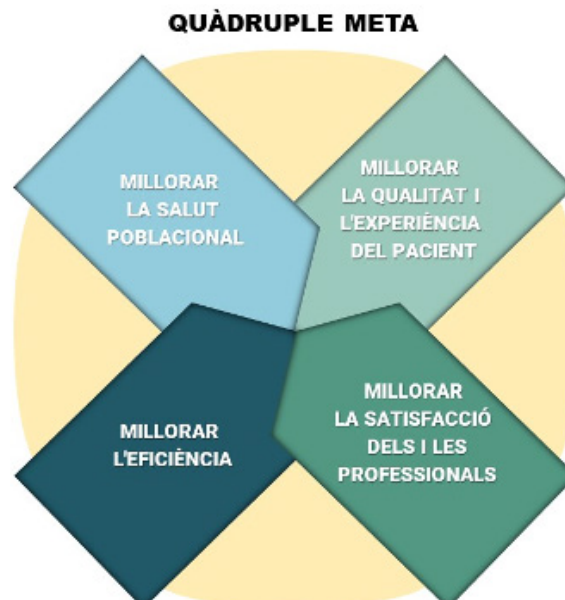 QUÀDRUPLE META
MILLORAR
LA SALUT
POBLACIONAL
MILLORAR
LA QUALITAT I
L'EXPERIÈNCIA
DEL PACIENT
MILLORAR
L'EFICIÈNCIA
MILLORAR
LA SATISFACCIÓ
DELS I LES
PROFESSIONALS